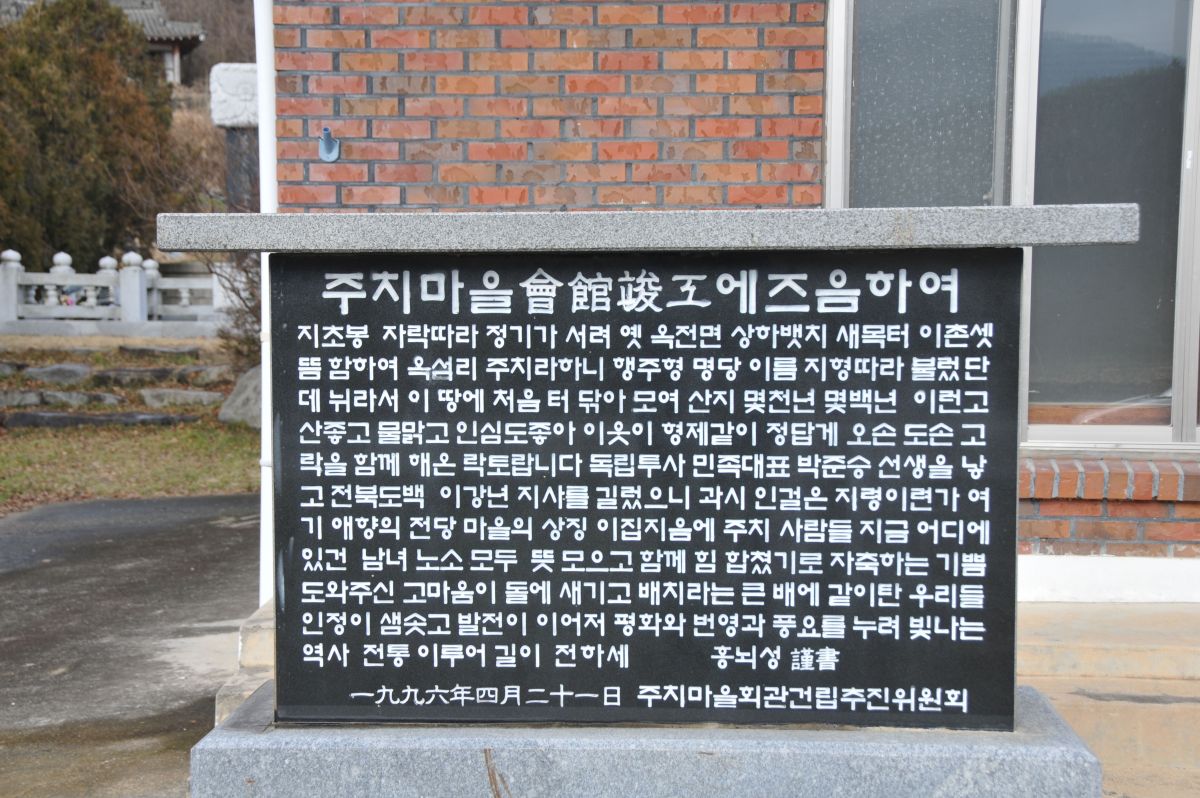 주치마을會館竣工에즈음하여
지초봉 자락따라 정기가 서려 옛 옥전면 상하뱃치 새목터 이촌셋
뜸 함하여 옥섬리 주치라하니 행주형 명당 이름 지형따라 불렀단
데 뉘라서 이 땅에 처음 터 닦아 모여 산지 몇천년 몇백년 이런고
산좋고 물맑고 인심도좋아 이웃이 형제같이 정답게 오손 도손 고
락을 함께 해온 락토랍니다 독립투사 민족대표 박준승 선생을 낳
고 전북도백 이강년 지사를 길렀으니 과시 인걸은 지령이련가 여
기 애향의 전당 마을의 상징 이집지음에 주치 사람들 지금 어디에
있건 남녀 노소 모두 뜻 모으고 함께 힘 합쳤기로 자축하는 기쁨
도와주신 고마움이 돌에 새기고 배치라는 큰 배에 같이탄 우리들
인정이 샘솟고 발전이 이어저 평화와 번영과 풍요를 누려 빛나는
역사 전통 이루어 길이 전하세 홍뇌성 謹書
一九九六年四月二十一日 주치마을회관건립추진위원회